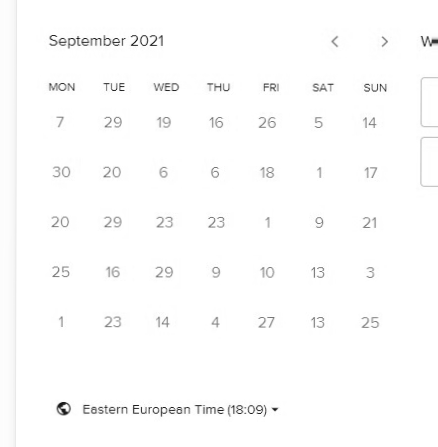 September 2021
MON TUE WED THU FRI SAT SUN
7 29 19 16 26 5 14
30 20 6 6 18 1 17
20 29 23 23 1 9 21
25 16 29 9 10 13 3
1 23 14 4 27 13 25
Eastern European Time (18:09)